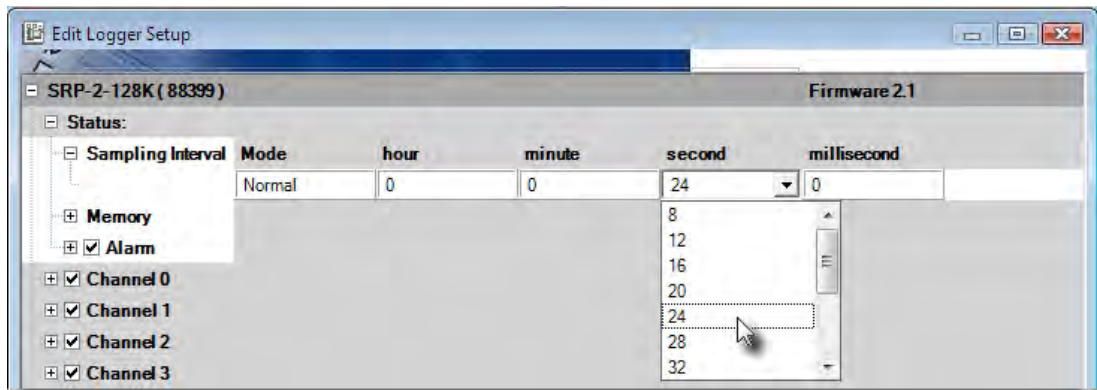 Edit Logger Setup
SRP-2-128K ( 88399 ) Firmware 2.1
Status:
Sampling Interval Mode hour minute second millisecond
Normal 0 0 24 0
Memory 8
Alarm 12
16
Channel 0 20
Channel 1 24
Channel 2 28
Channel 3 32